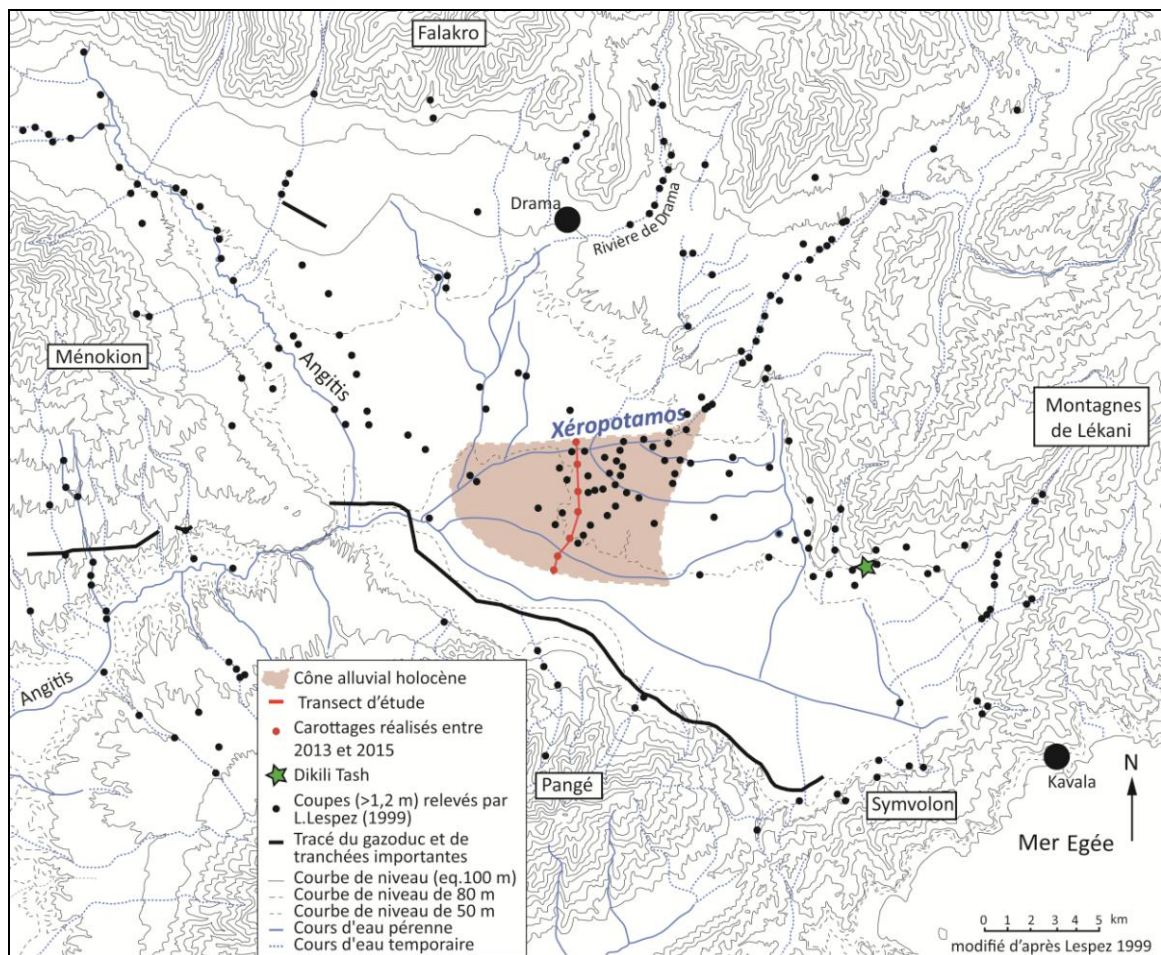 Falakro
Drama
Rivière de Drama
Ménokion
Angitis
Xéropotamos
Montagnes
de Lékani
Angitis
Cône alluvial holocène
Transect d'étude
Carottages réalisés entre
2013 et 2015
Dikili Tash
Coupes (>1,2 m) relevés par
L.Lespez (1999)
Tracé du gazoduc et de
tranchées importantes
Courbe de niveau (eq.100 m)
Courbe de niveau de 80 m
Courbe de niveau de 50 m
Cours d'eau pérenne
Cours d'eau temporaire
Pangé
Symvolon
Kavala
N
Mer Egée
0 1 2 3 4 5 km
modifié d'après Lespez 1999